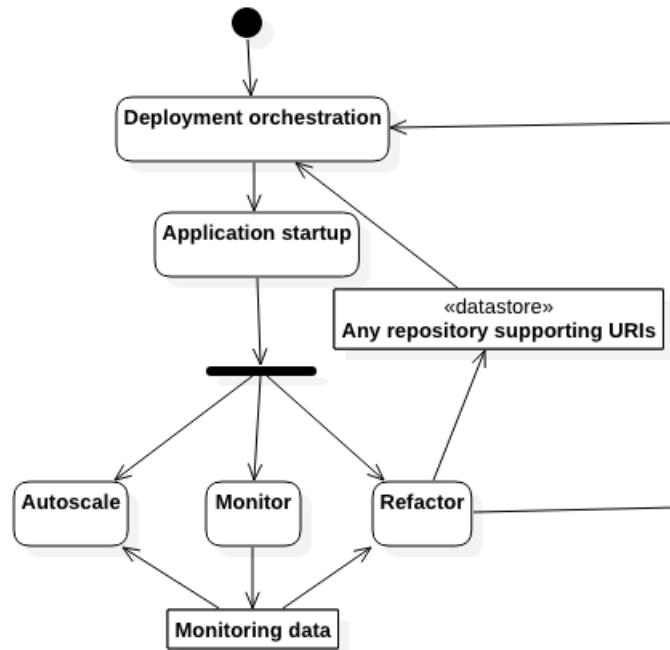 Deployment orchestration
Application startup
«datastore»
Any repository supporting URIs
Autoscale
Monitor
Refactor
Monitoring data